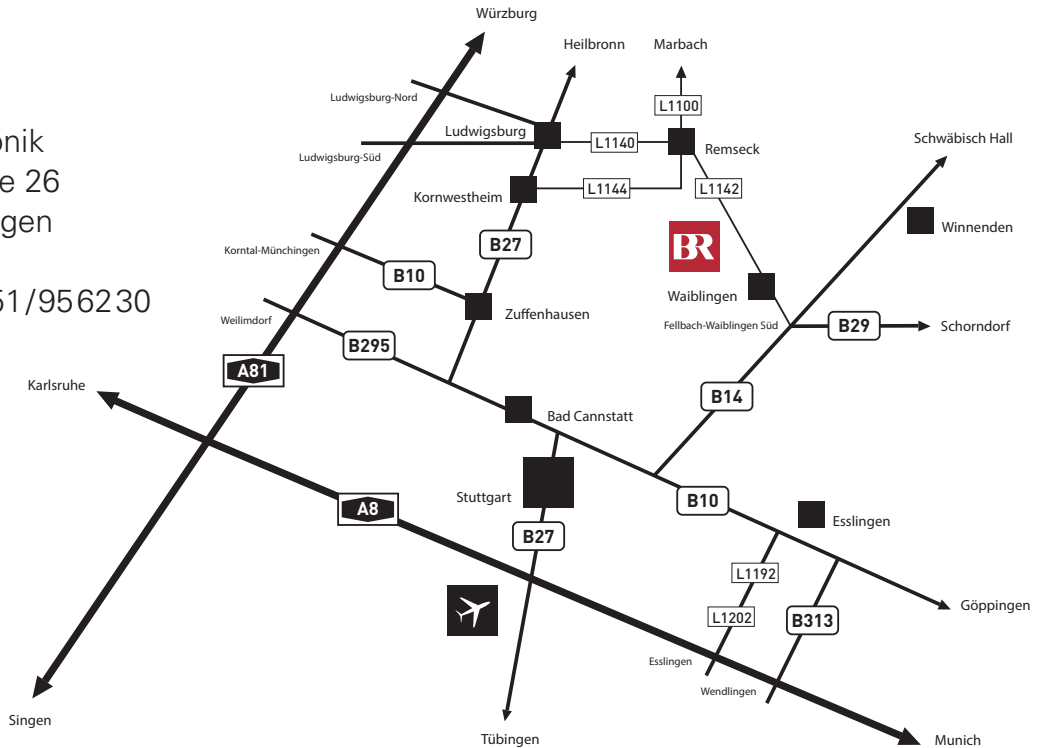 Würzburg
Heilbronn
Marbach
Ludwigsburg-Nord
L1100
onik
Ludwigsburg
L1140
Remseck
Schwäbisch Hall
Ludwigsburg-Süd
e 26
Kornwestheim
L1144
L1142
gen
Winnenden
Korntal-Münchingen
B27
BR
B10
51/956230
Waiblingen
Weilimdorf
Zuffenhausen
Fellbach-Waiblingen Süd
B29
Schorndorf
B295
A81
Karlsruhe
B14
Bad Cannstatt
Stuttgart
B10
A8
Esslingen
B27
L1192
Göppingen
L1202
B313
Esslingen
Wendlingen
Singen
Tübingen
Munich